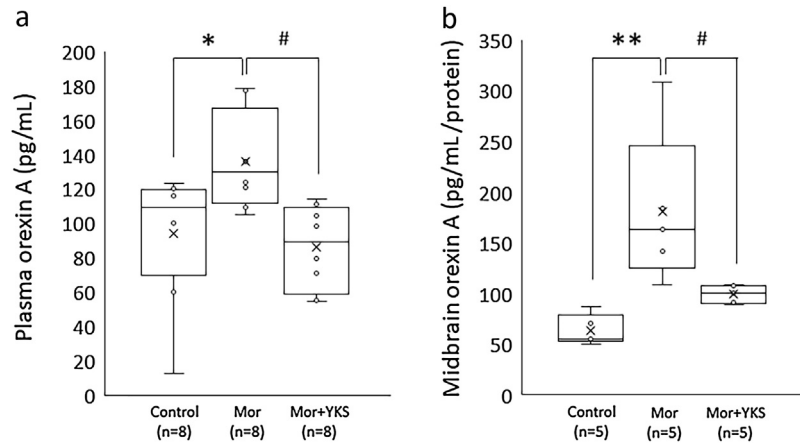 a
Plasma orexin A (pg/mL)
200
180
160
140
120
100
80
60
40
20
0
* #
Control Mor Mor+YKS
(n=8) (n=8) (n=8)
b
Midbrain orexin A (pg/mL/protein)
350
300
250
200
150
100
50
0
** #
Control Mor Mor+YKS
(n=5) (n=5) (n=5)